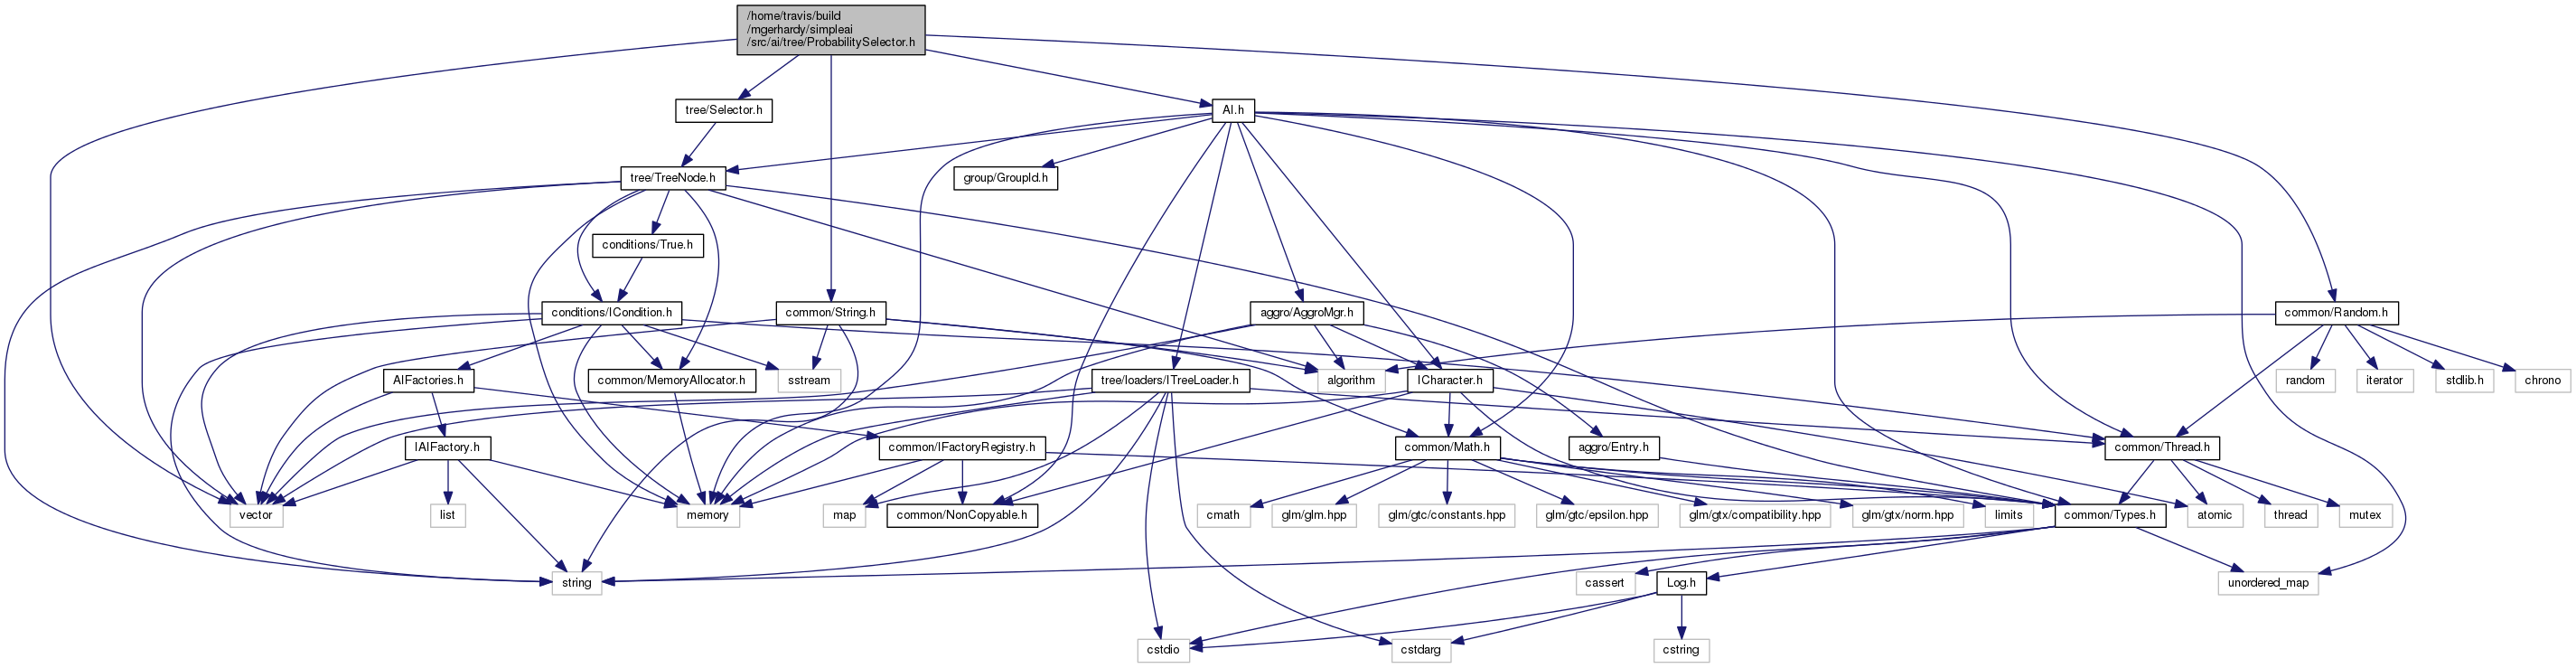 /home/travis/build
/mgerhardy/simpleai
/src/ai/tree/ProbabilitySelector.h
tree/Selector.h
AI.h
tree/TreeNode.h
group/GroupId.h
conditions/True.h
conditions/ICondition.h
common/String.h
aggro/AggroMgr.h
common/Random.h
AIFactories.h
common/MemoryAllocator.h
sstream
tree/loaders/ITreeLoader.h
algorithm
ICharacter.h
random
iterator
stdlib.h
chrono
IAIFactory.h
common/IFactoryRegistry.h
common/Math.h
aggro/Entry.h
common/Thread.h
vector
list
memory
map
common/NonCopyable.h
cmath
glm/glm.hpp
glm/gtc/constants.hpp
glm/gtc/epsilon.hpp
glm/gtx/compatibility.hpp
glm/gtx/norm.hpp
limits
common/Types.h
atomic
thread
mutex
string
cassert
Log.h
unordered_map
cstdio
cstdarg
cstring